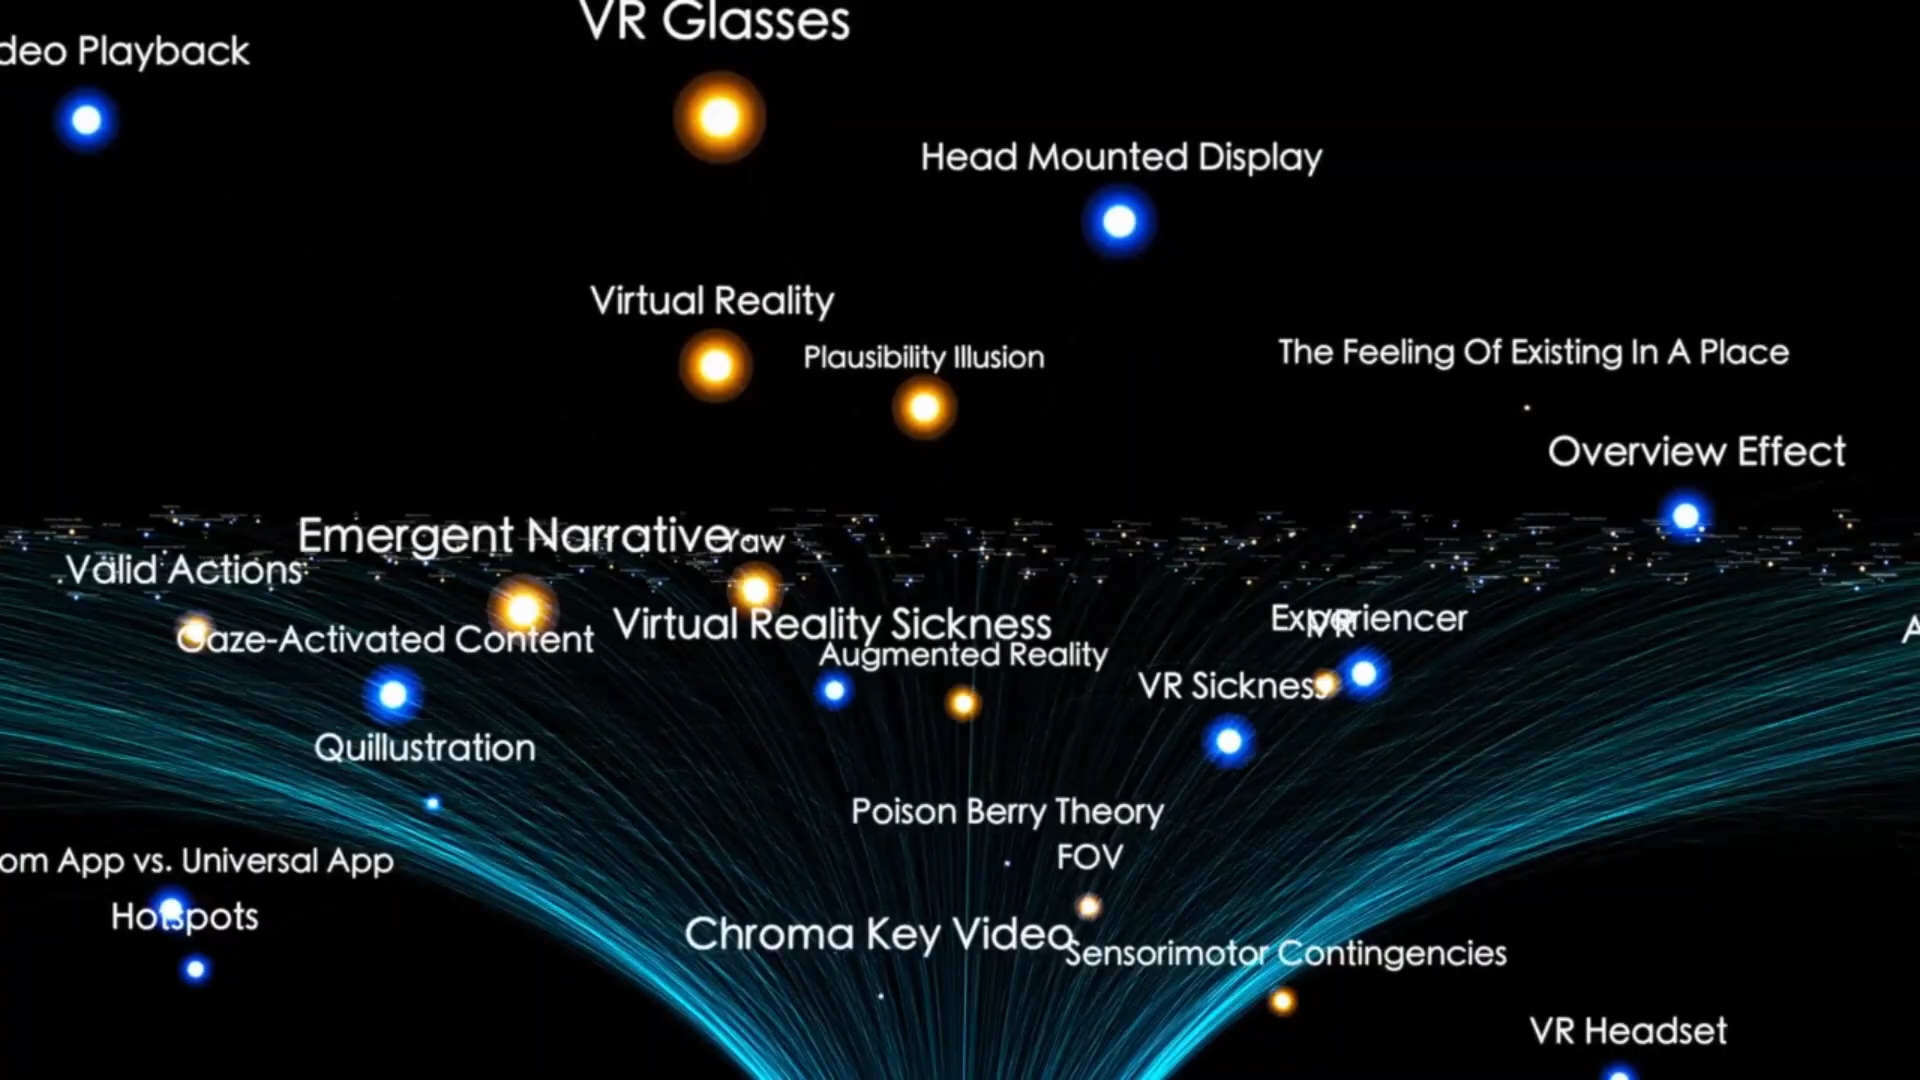 VR Glasses
deo Playback
Head Mounted Display
Virtual Reality
Plausibility Illusion
The Feeling Of Existing In A Place
Overview Effect
Emergent Narrative
Yaw
Valid Actions
Experiencer
VR
Virtual Reality Sickness
Gaze-Activated Content
Augmented Reality
VR Sickness
Quillustration
Poison Berry Theory
FOV
om App vs. Universal App
Hotspots
Chroma Key Video
Sensorimotor Contingencies
VR Headset